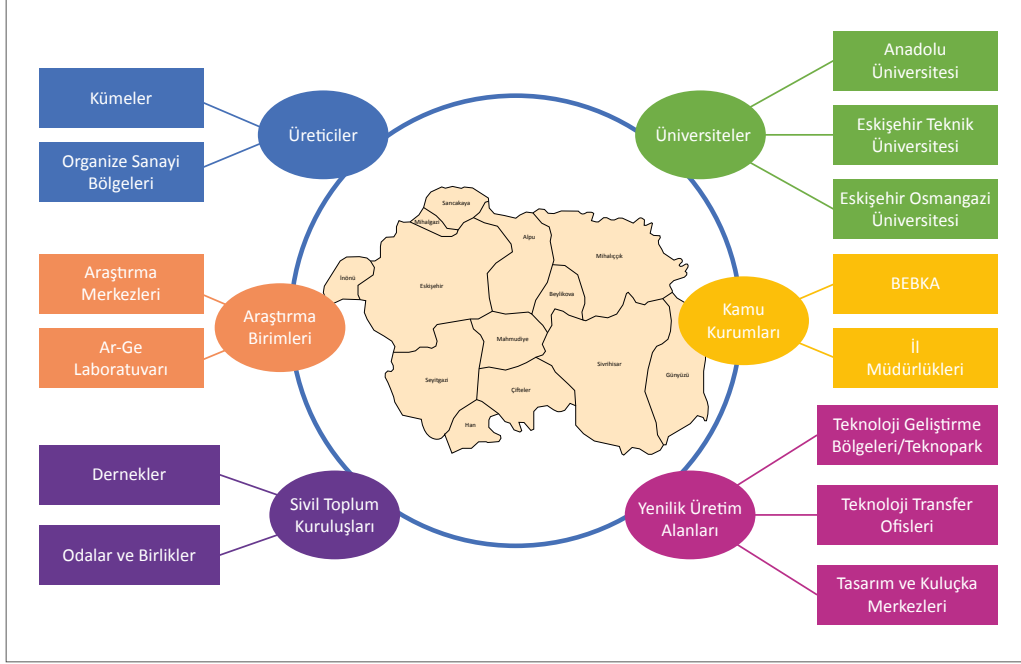 Kümeler
Organize Sanayi
Bölgeleri
Üreticiler
Üniversiteler
Anadolu
Üniversitesi
Eskişehir Teknik
Üniversitesi
Eskişehir Osmangazi
Üniversitesi
Araştırma
Merkezleri
Ar-Ge
Laboratuvarı
Araştırma
Birimleri
Sarıcakaya
Mihalgazi
Alpu
Mihalıççık
İnönü
Eskişehir
Beylikova
Mahmudiye
Sivrihisar
Seyitgazi
Çifteler
Günyüzü
Han
Kamu
Kurumları
BEBKA
İl
Müdürlükleri
Dernekler
Odalar ve Birlikler
Sivil Toplum
Kuruluşları
Yenilik Üretim
Alanları
Teknoloji Geliştirme
Bölgeleri/Teknopark
Teknoloji Transfer
Ofisleri
Tasarım ve Kuluçka
Merkezleri